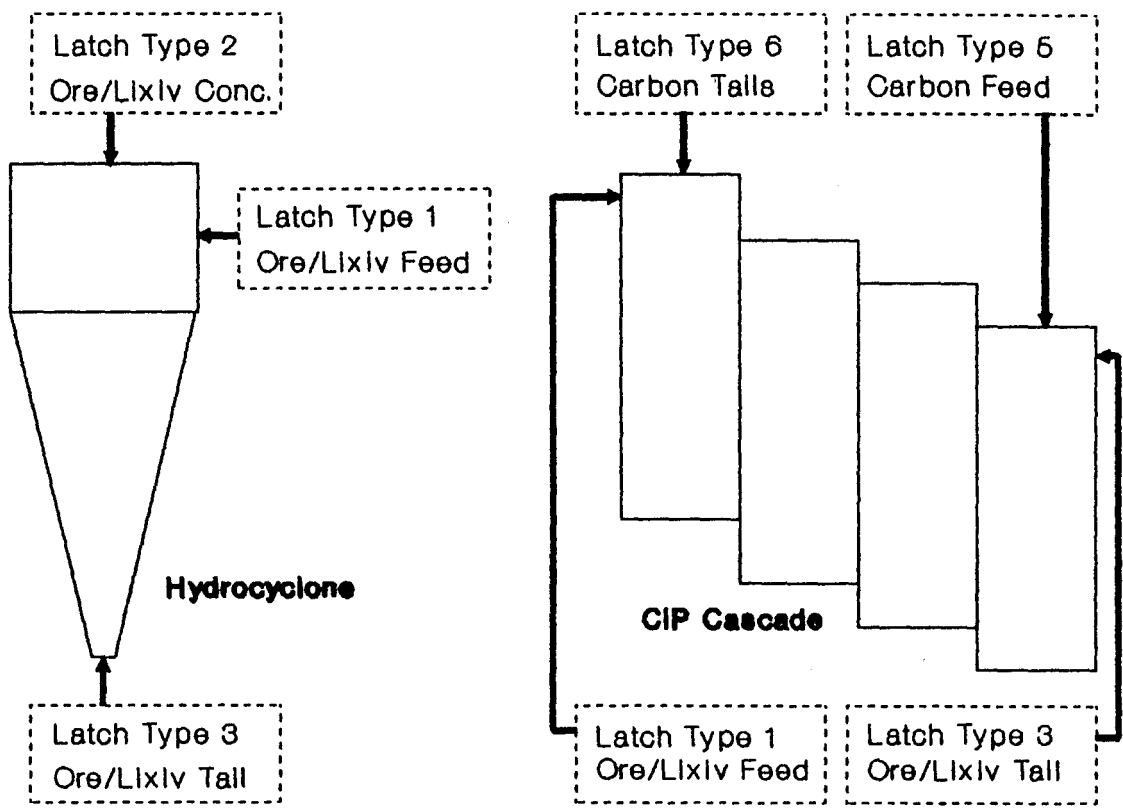 Latch Type 2
Ore/Lixiv Conc.
Latch Type 6
Carbon Tails
Latch Type 5
Carbon Feed
Latch Type 1
Ore/Lixiv Feed
Hydrocyclone
CIP Cascade
Latch Type 3
Ore/Lixiv Tail
Latch Type 1
Ore/Lixiv Feed
Latch Type 3
Ore/Lixiv Tail